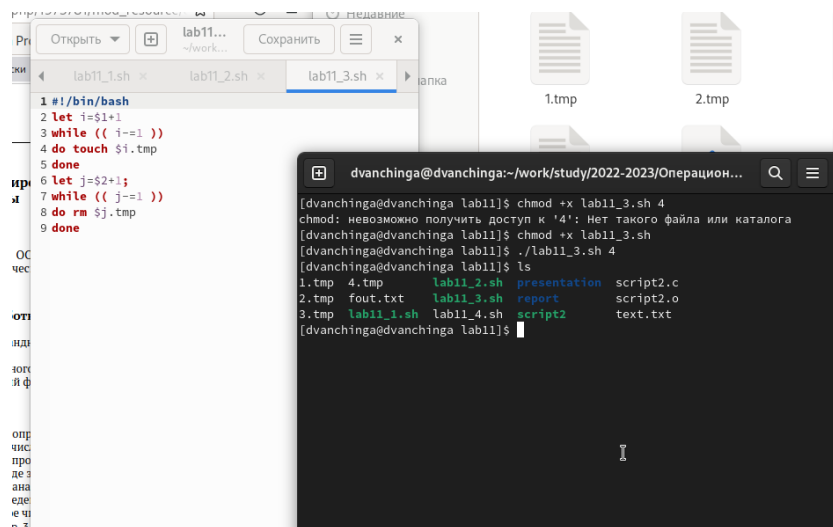 Недавние
Открыть
lab11...
~/work...
Сохранить
lab11_1.sh × lab11_2.sh × lab11_3.sh ×
1 #!/bin/bash
2 let i=$1+1
3 while (( i-=1 ))
4 do touch $i.tmp
5 done
6 let j=$2+1;
7 while (( j-=1 ))
8 do rm $j.tmp
9 done
1.tmp 2.tmp
dvanchinga@dvanchinga:~/work/study/2022-2023/Операцион...
[dvanchinga@dvanchinga lab11]$ chmod +x lab11_3.sh 4
chmod: невозможно получить доступ к '4': Нет такого файла или каталога
[dvanchinga@dvanchinga lab11]$ chmod +x lab11_3.sh
[dvanchinga@dvanchinga lab11]$ ./lab11_3.sh 4
[dvanchinga@dvanchinga lab11]$ ls
1.tmp 4.tmp lab11_2.sh presentation script2.c
2.tmp fout.txt lab11_3.sh report script2.o
3.tmp lab11_1.sh lab11_4.sh script2 text.txt
[dvanchinga@dvanchinga lab11]$